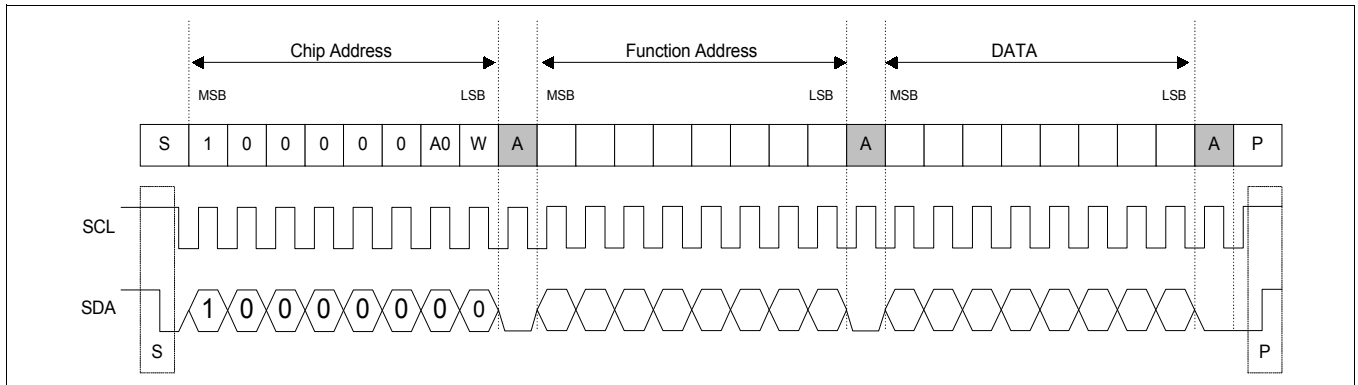 Chip Address Function Address DATA
MSB LSB MSB LSB MSB LSB
S 1 0 0 0 0 0 A0 W A A A P
SCL
SDA 1 0 0 0 0 0 0 0
S P